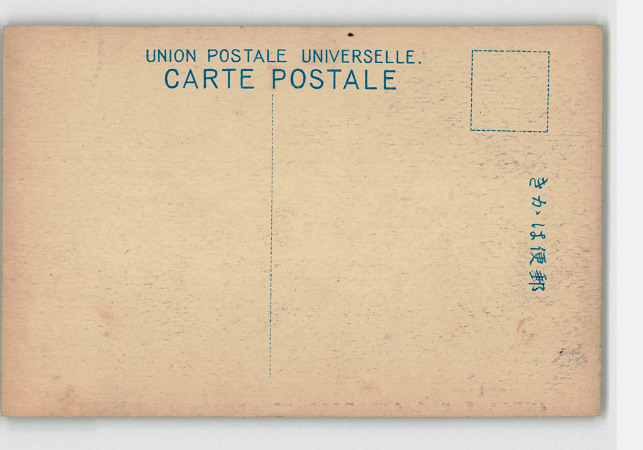 UNION POSTALE UNIVERSELLE.
CARTE POSTALE
郵便はかき